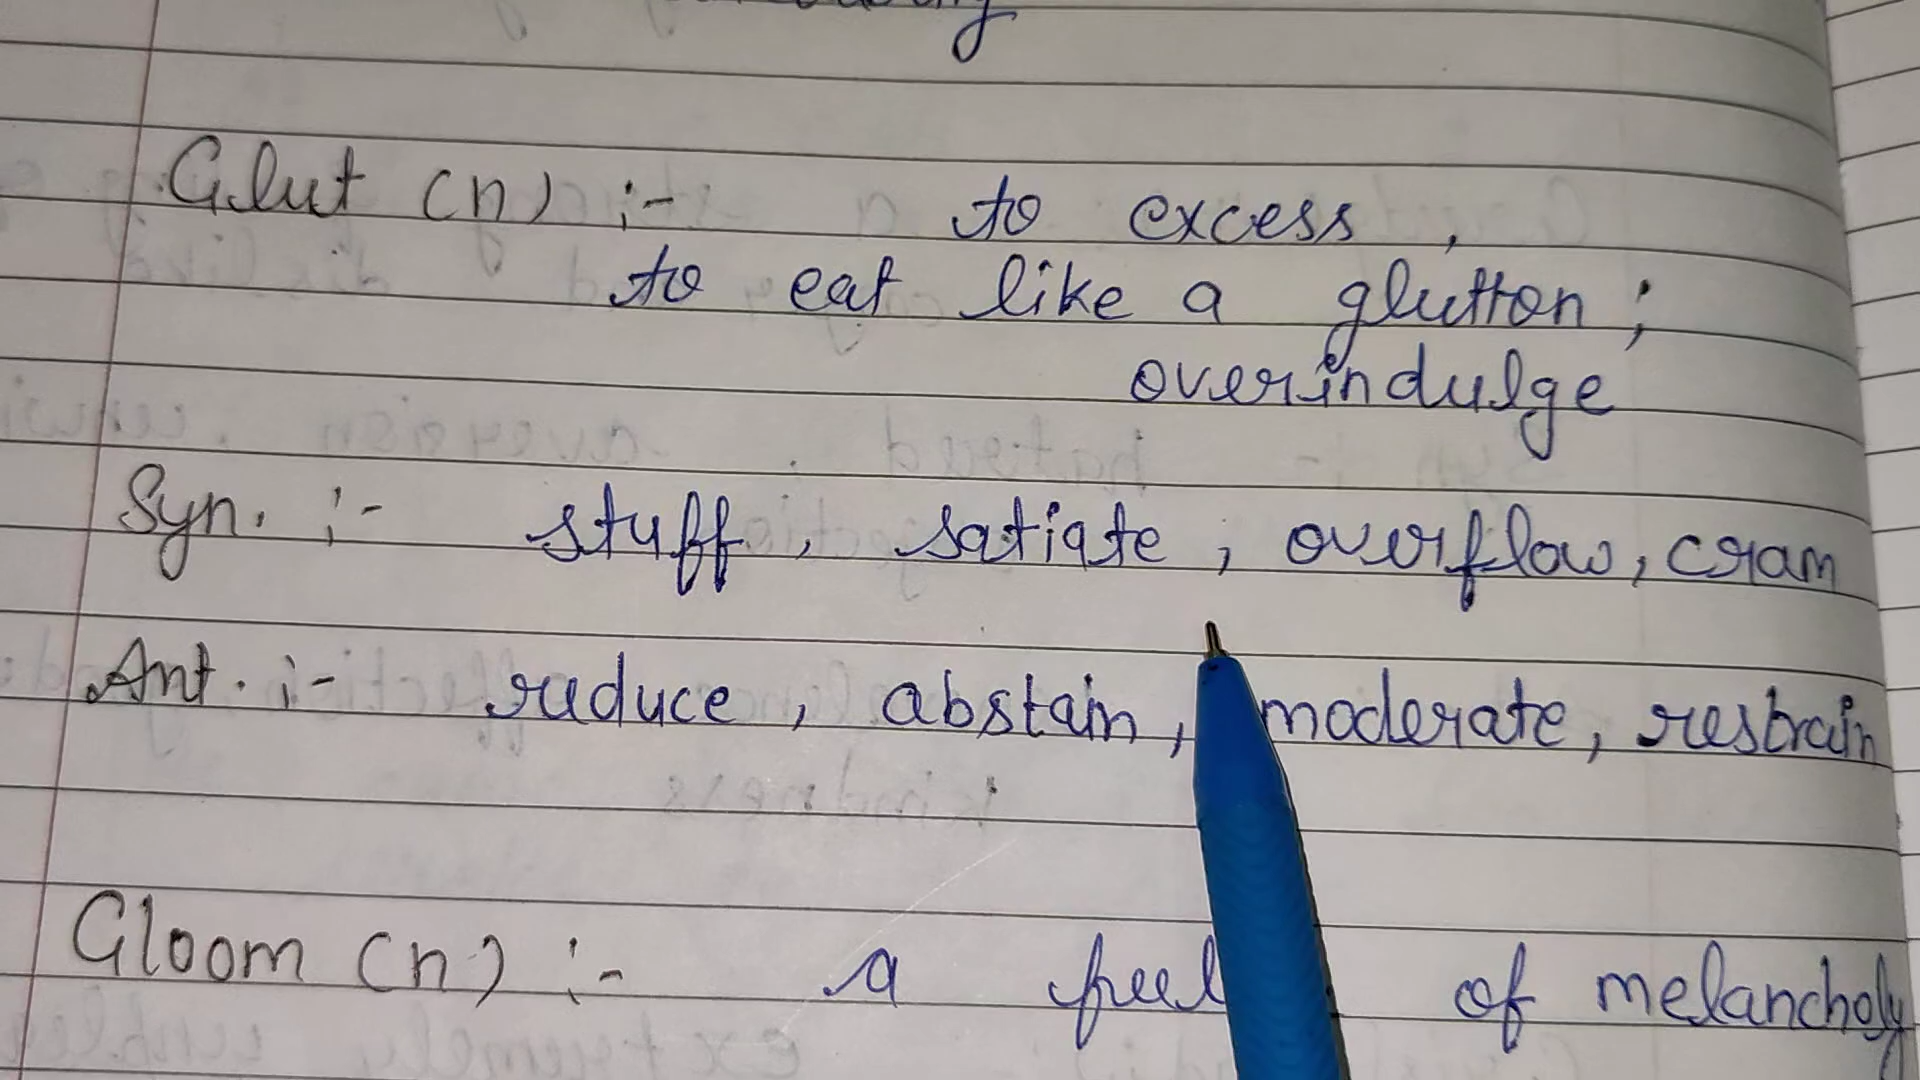 Glut (n) :- to excess,
to eat like a glutton;
overindulge
Syn. :- stuff, satiate, overflow, cram
Ant. :- reduce, abstain, moderate, restrain
Gloom (n) :- a of melancholy